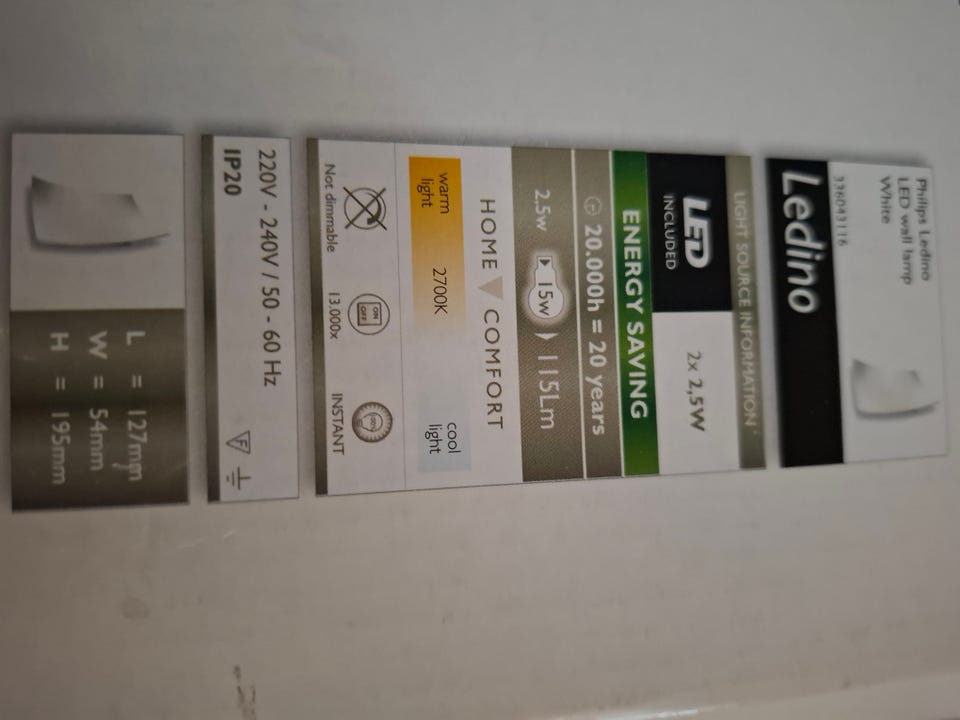 Philips Ledino
LED wall lamp
White
336043116
Ledino
LIGHT SOURCE INFORMATION
LED
INCLUDED
2x 2,5W
ENERGY SAVING
20.000h = 20 years
2.5w
15w
115Lm
HOME COMFORT
warm
light
2700K
cool
light
Not dimmable
ON
OFF
13.000x
INSTANT
220V - 240V / 50 - 60 Hz
IP20
F
L = 127mm
W = 54mm
H = 195mm